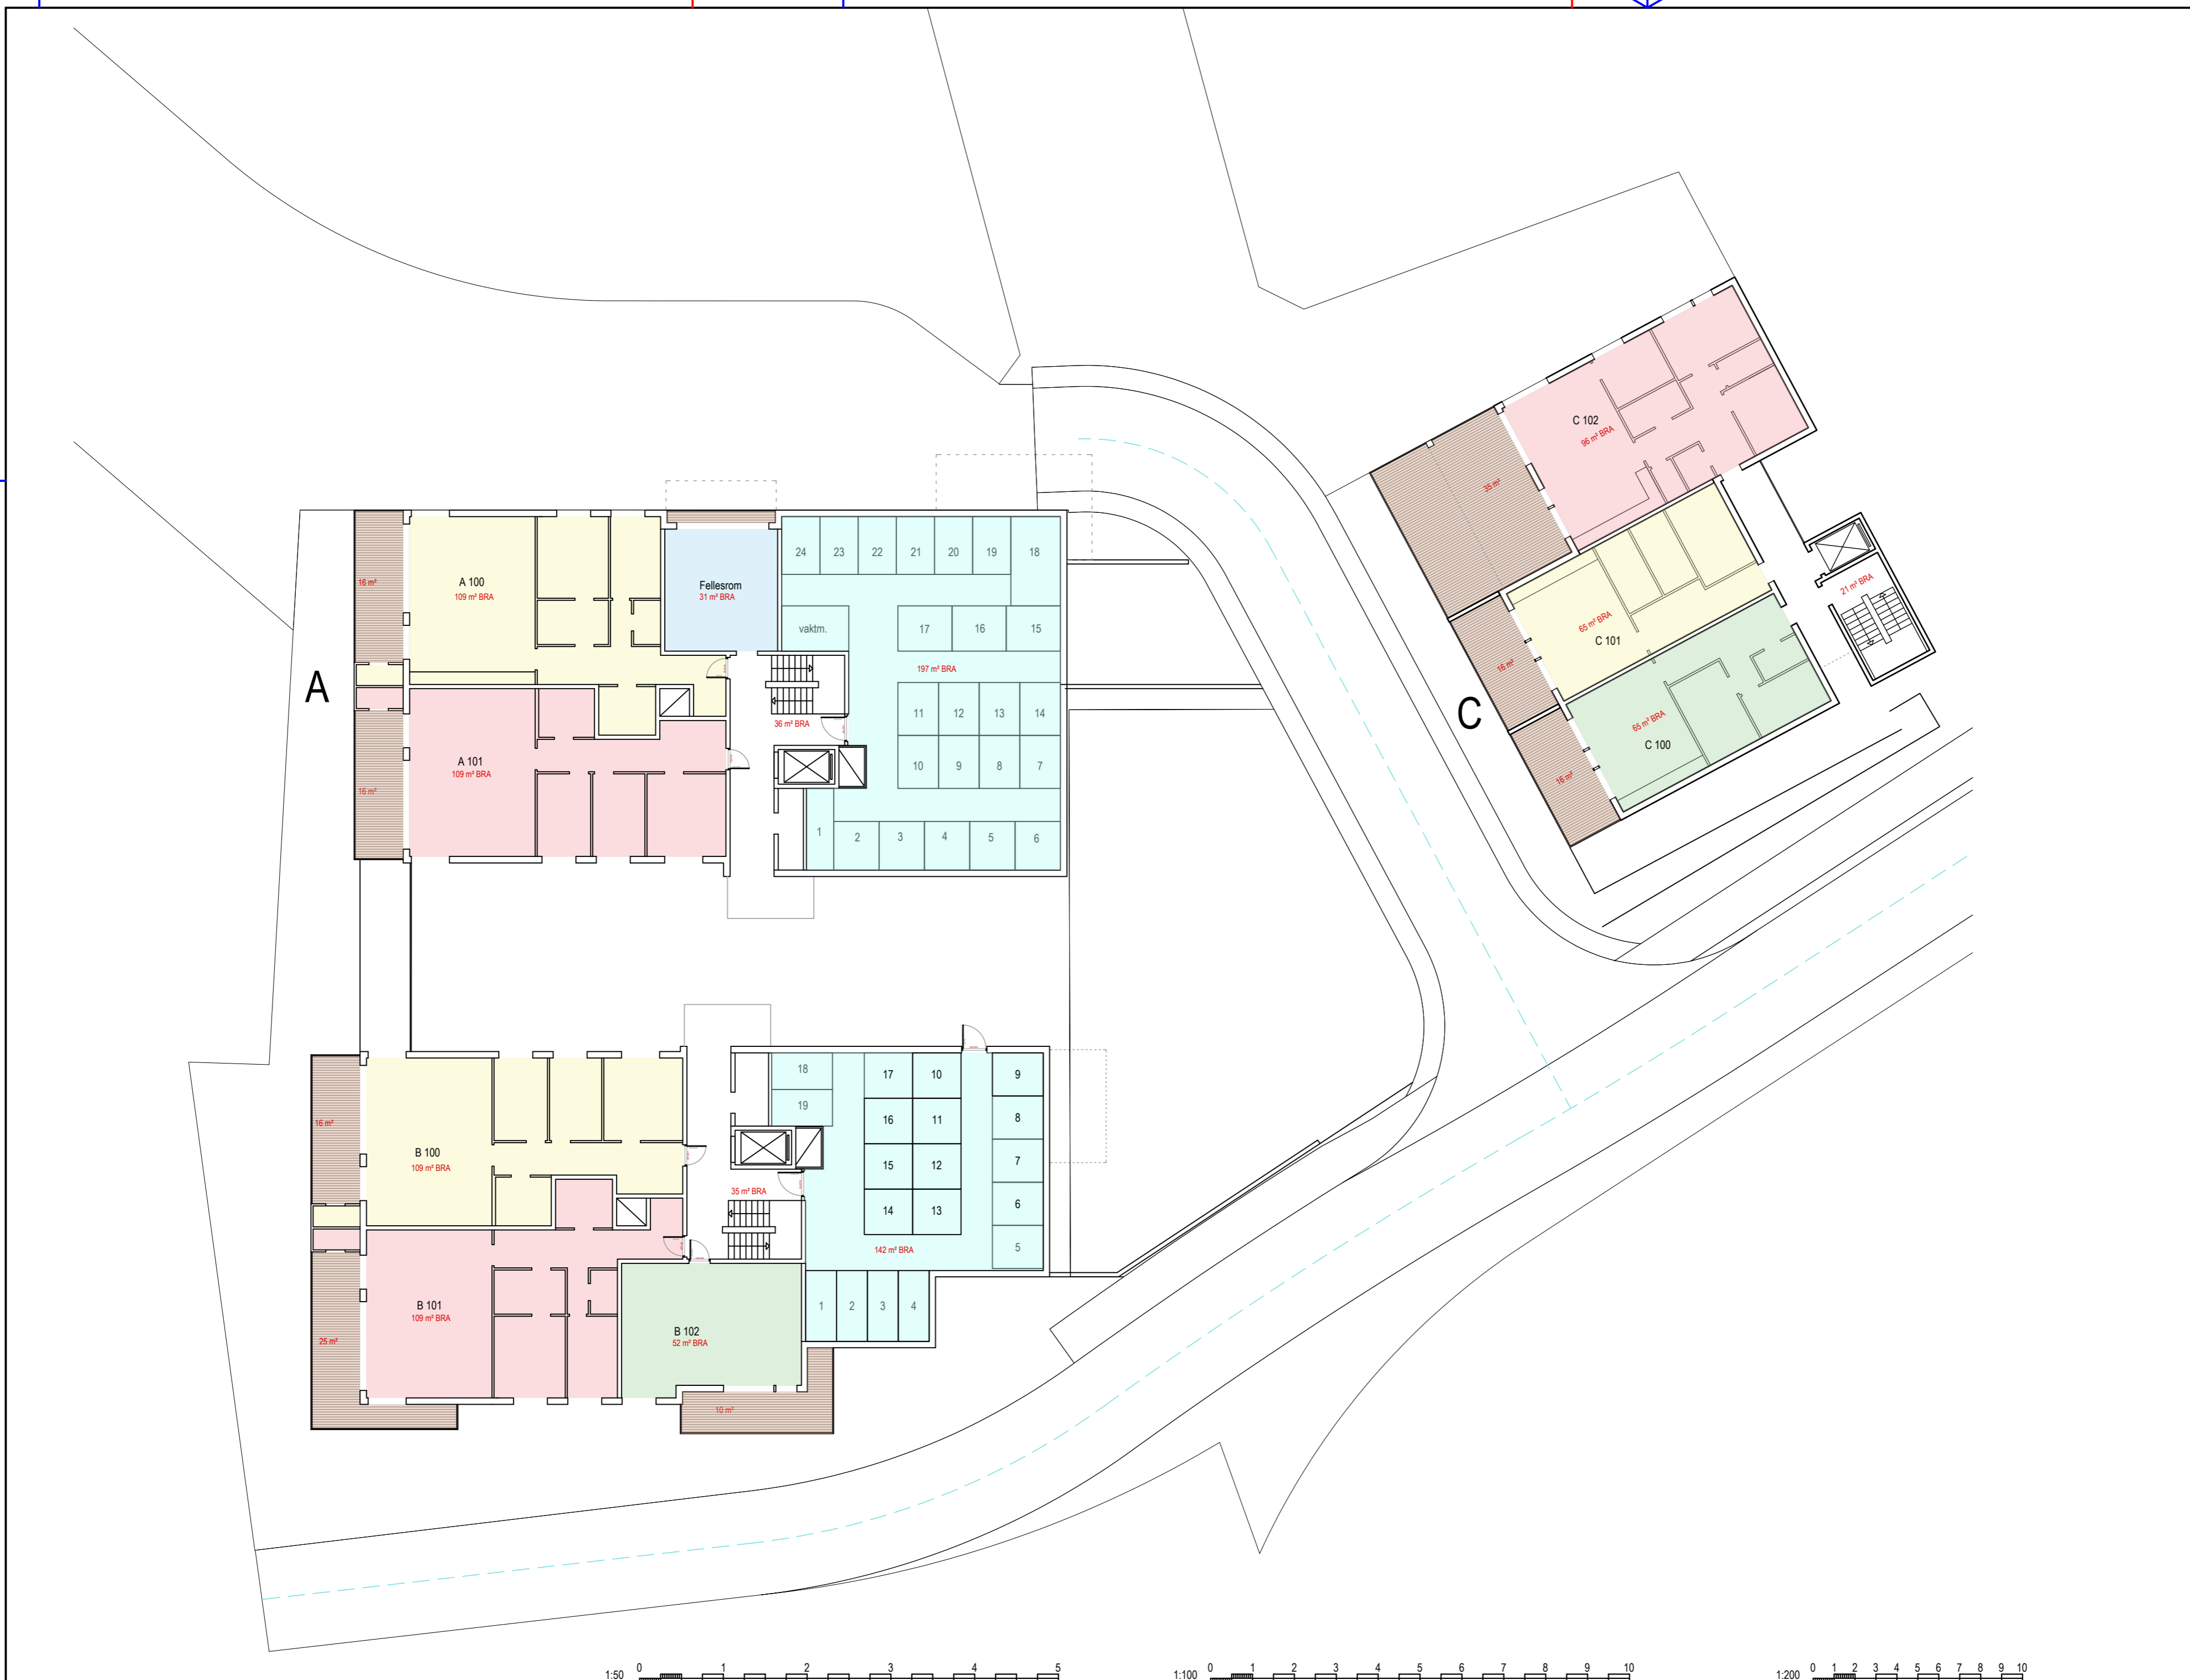 C 102
96 m² BRA
35 m²
24 23 22 21 20 19 18
A 100
109 m² BRA
16 m²
Fellesrom
31 m² BRA
21 m² BRA
vaktm.
17 16 15
65 m² BRA
C 101
197 m² BRA
16 m²
A
C
11 12 13 14
36 m² BRA
65 m² BRA
C 100
A 101
109 m² BRA
10 9 8 7
16 m²
16 m²
1 2 3 4 5 6
18 17 10 9
19
16 11 8
16 m²
B 100
109 m² BRA
15 12 7
35 m² BRA
14 13 6
5
142 m² BRA
B 101
109 m² BRA
1 2 3 4
25 m²
B 102
52 m² BRA
10 m²
1:50 0 1 2 3 4 5
1:100 0 1 2 3 4 5 6 7 8 9 10
1:200 0 1 2 3 4 5 6 7 8 9 10